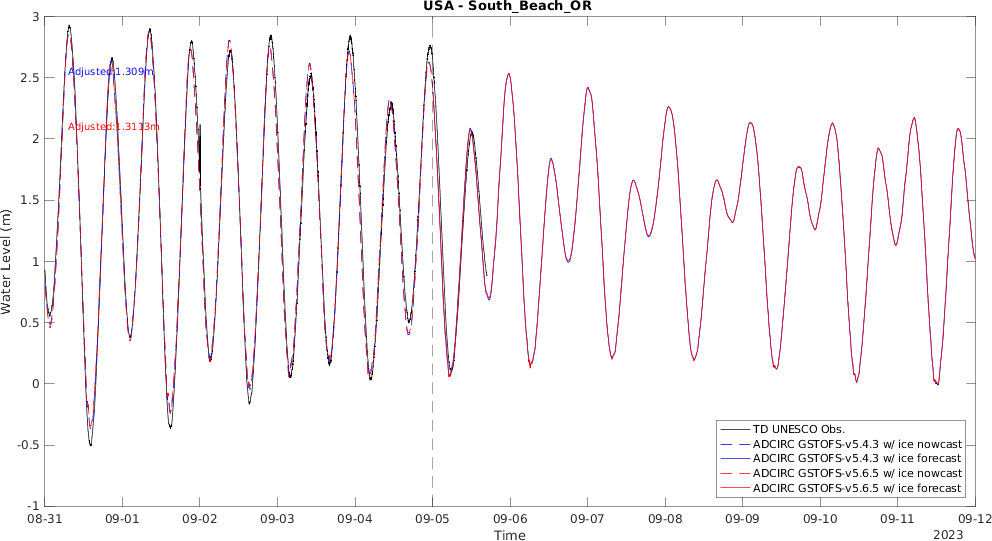 USA - South_Beach_OR
3
2.5
2
1.5
1
0.5
0
-0.5
-1
Water Level (m)
Adjusted:1.309m
Adjusted:1.3113m
TD UNESCO Obs.
ADCIRC GSTOFS-v5.4.3 w/ ice nowcast
ADCIRC GSTOFS-v5.4.3 w/ ice forecast
ADCIRC GSTOFS-v5.6.5 w/ ice nowcast
ADCIRC GSTOFS-v5.6.5 w/ ice forecast
08-31 09-01 09-02 09-03 09-04 09-05 09-06 09-07 09-08 09-09 09-10 09-11 09-12
Time
2023